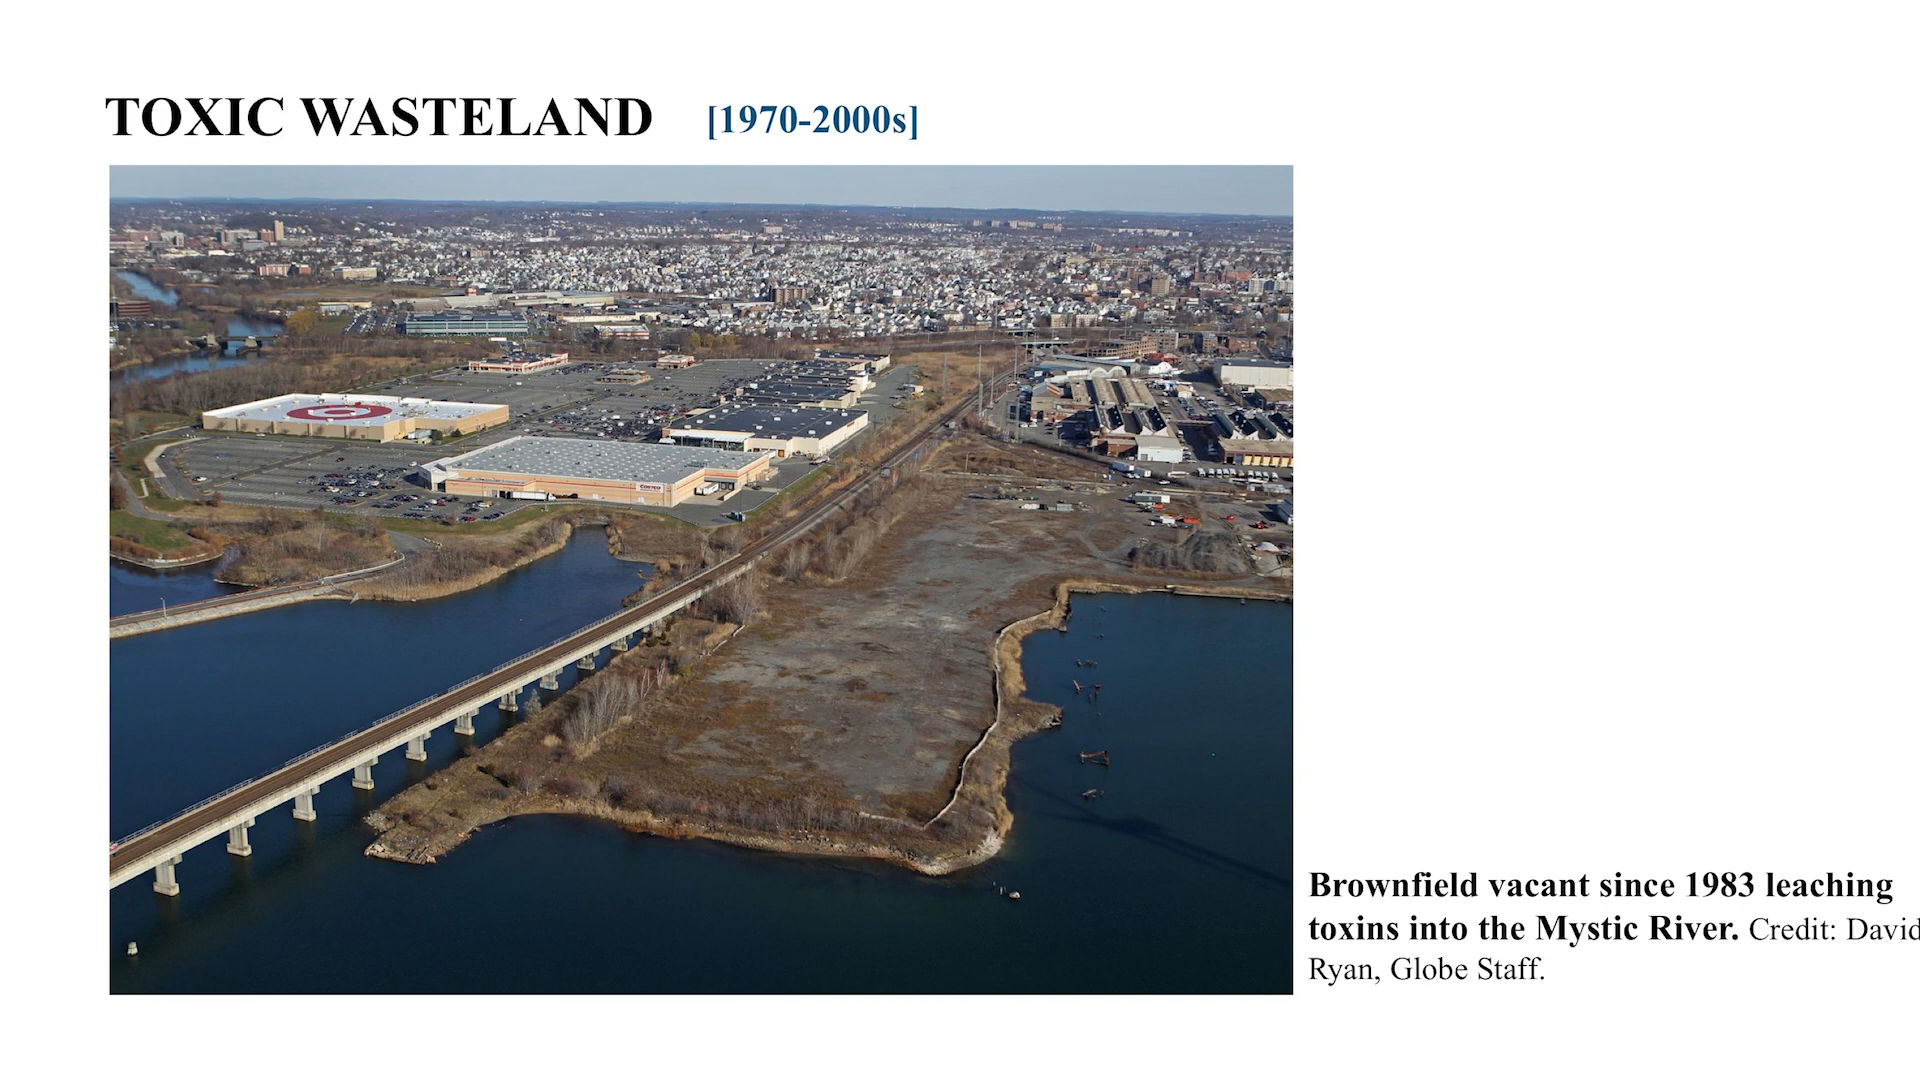 TOXIC WASTELAND [1970-2000s]
COSTCO
Brownfield vacant since 1983 leaching
toxins into the Mystic River. Credit: David
Ryan, Globe Staff.